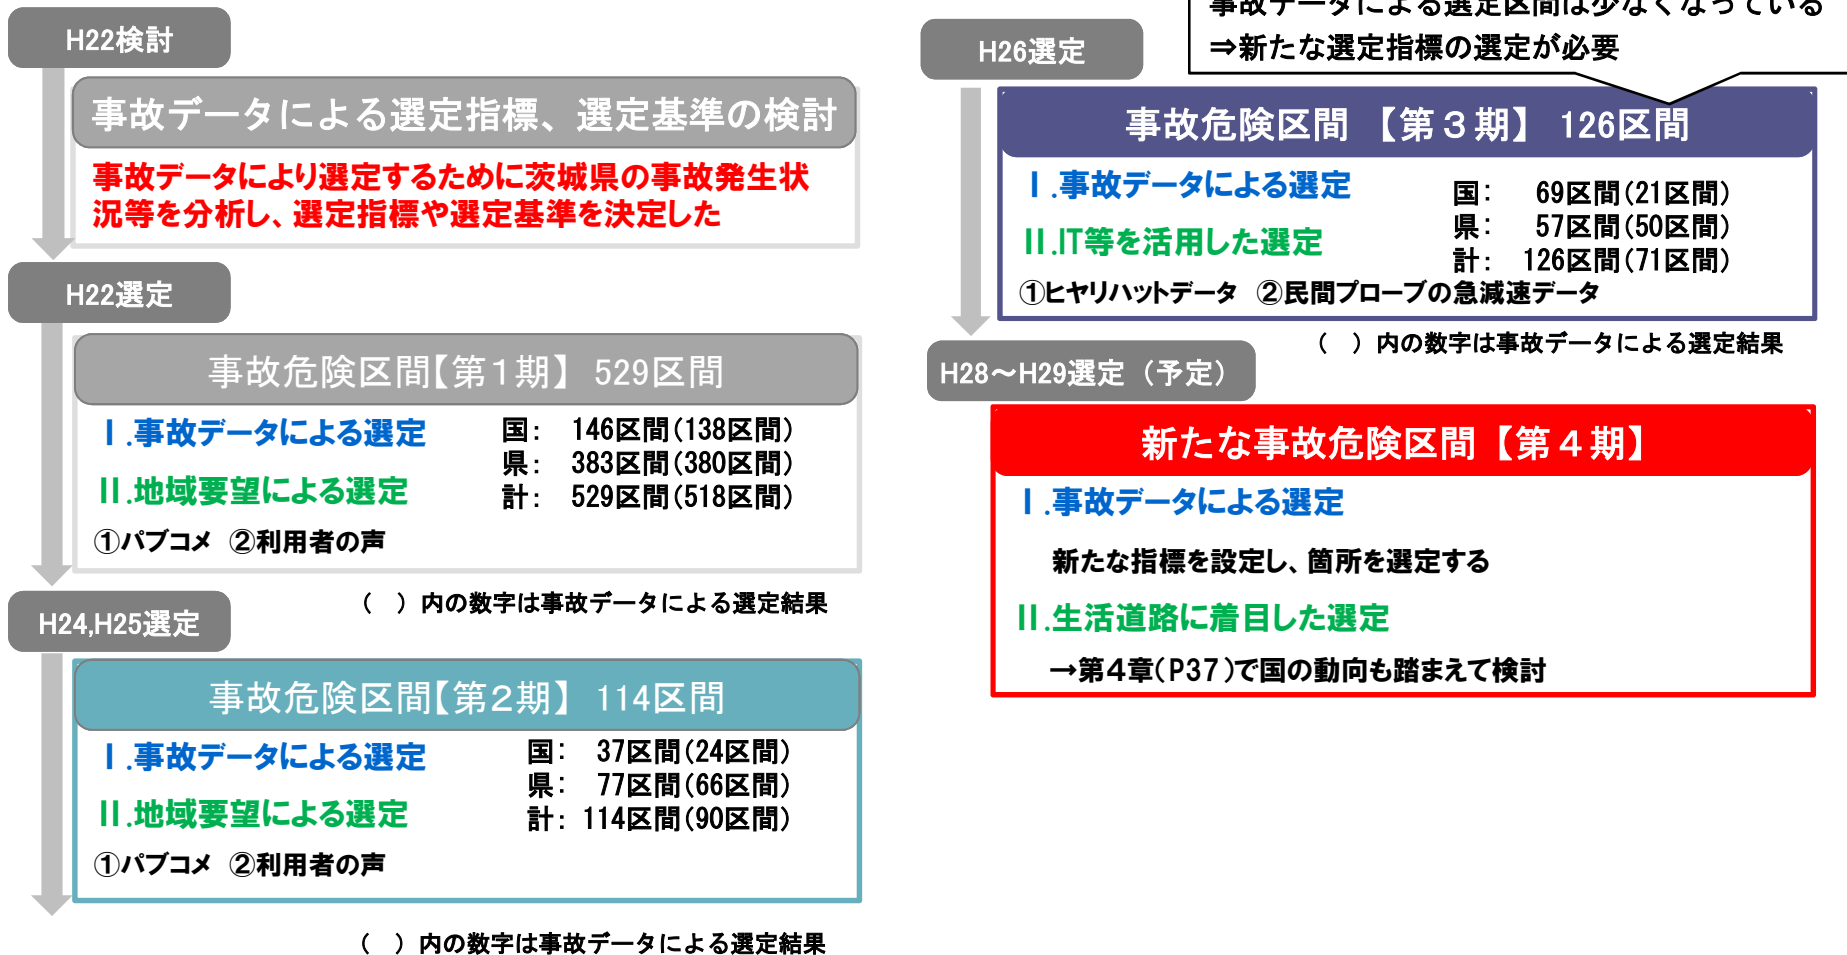 H22検討
事故データによる選定指標、選定基準の検討
事故データにより選定するために茨城県の事故発生状
況等を分析し、選定指標や選定基準を決定した
H22選定
事故危険区間【第1期】 529区間
Ⅰ.事故データによる選定
国: 146区間(138区間)
県: 383区間(380区間)
計: 529区間(518区間)
Ⅱ.地域要望による選定
①パブコメ ②利用者の声
( ) 内の数字は事故データによる選定結果
H24,H25選定
事故危険区間【第2期】 114区間
Ⅰ.事故データによる選定
国: 37区間(24区間)
県: 77区間(66区間)
計: 114区間(90区間)
Ⅱ.地域要望による選定
①パブコメ ②利用者の声
( ) 内の数字は事故データによる選定結果
事故データによる選定区間は少なくなっている
⇒新たな選定指標の選定が必要
H26選定
事故危険区間 【第3期】 126区間
Ⅰ.事故データによる選定
国: 69区間(21区間)
県: 57区間(50区間)
計: 126区間(71区間)
Ⅱ.IT等を活用した選定
①ヒヤリハットデータ ②民間プローブの急減速データ
( ) 内の数字は事故データによる選定結果
H28～H29選定 (予定)
新たな事故危険区間【第4期】
Ⅰ.事故データによる選定
新たな指標を設定し、箇所を選定する
Ⅱ.生活道路に着目した選定
→第4章(P37)で国の動向も踏まえて検討